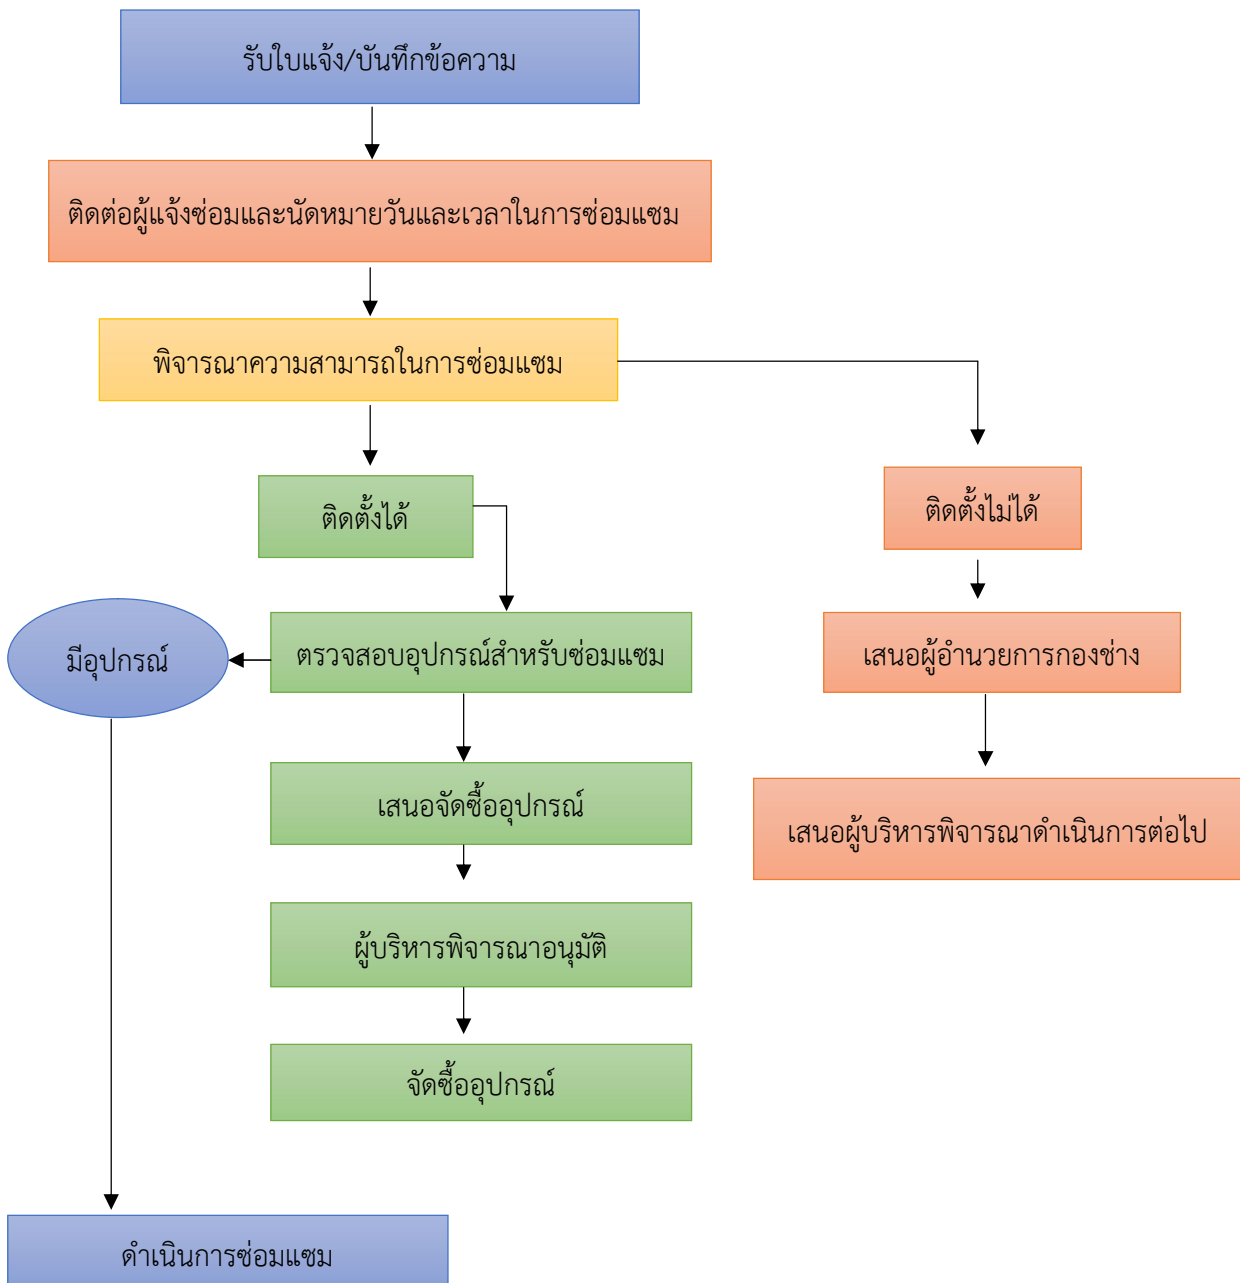 รับใบแจ้ง/บันทึกข้อความ
ติดต่อผู้แจ้งซ่อมและนัดหมายวันและเวลาในการซ่อมแซม
พิจารณาความสามารถในการซ่อมแซม
ติดตั้งได้
ติดตั้งไม่ได้
มีอุปกรณ์
ตรวจสอบอุปกรณ์สำหรับซ่อมแซม
เสนอผู้อำนวยการกองช่าง
เสนอจัดซื้ออุปกรณ์
เสนอผู้บริหารพิจารณาดำเนินการต่อไป
ผู้บริหารพิจารณาอนุมัติ
จัดซื้ออุปกรณ์
ดำเนินการซ่อมแซม